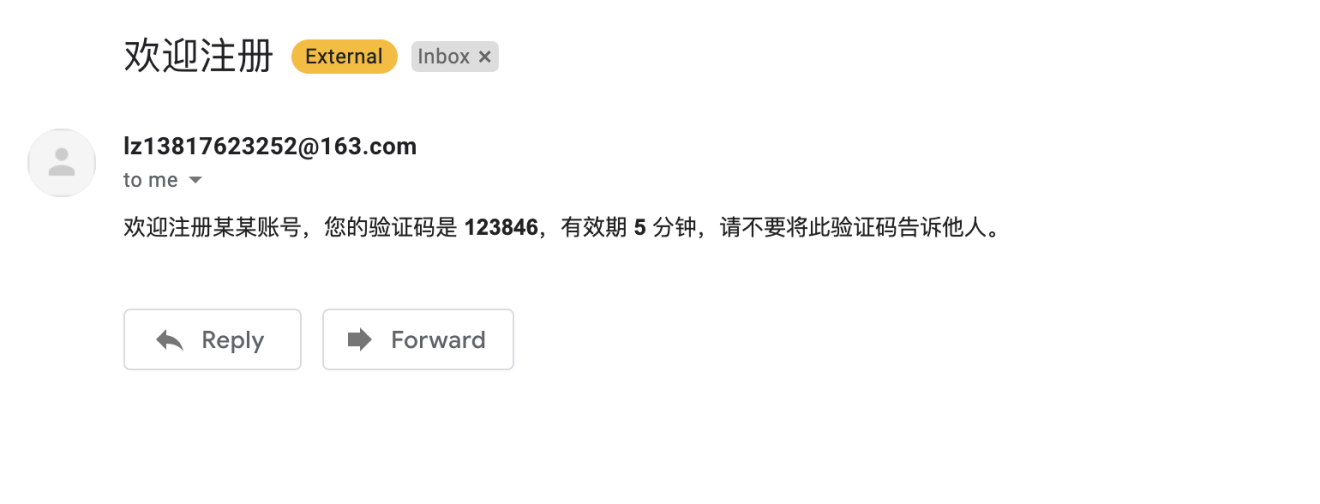 欢迎注册 External Inbox ×
lz13817623252@163.com
to me
欢迎注册某某账号，您的验证码是 123846，有效期 5 分钟，请不要将此验证码告诉他人。
Reply Forward